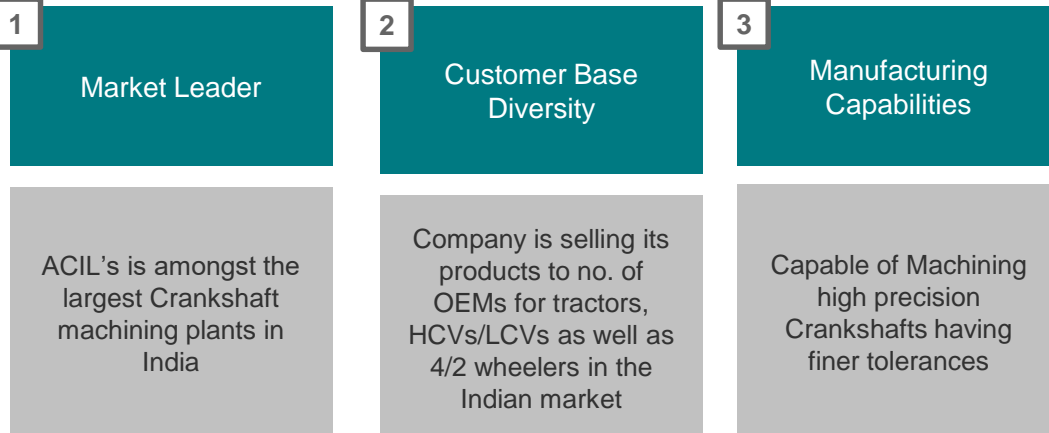 1
Market Leader
ACIL's is amongst the
largest Crankshaft
machining plants in
India
2
Customer Base
Diversity
Company is selling its
products to no. of
OEMs for tractors,
HCVs/LCVs as well as
4/2 wheelers in the
Indian market
3
Manufacturing
Capabilities
Capable of Machining
high precision
Crankshafts having
finer tolerances